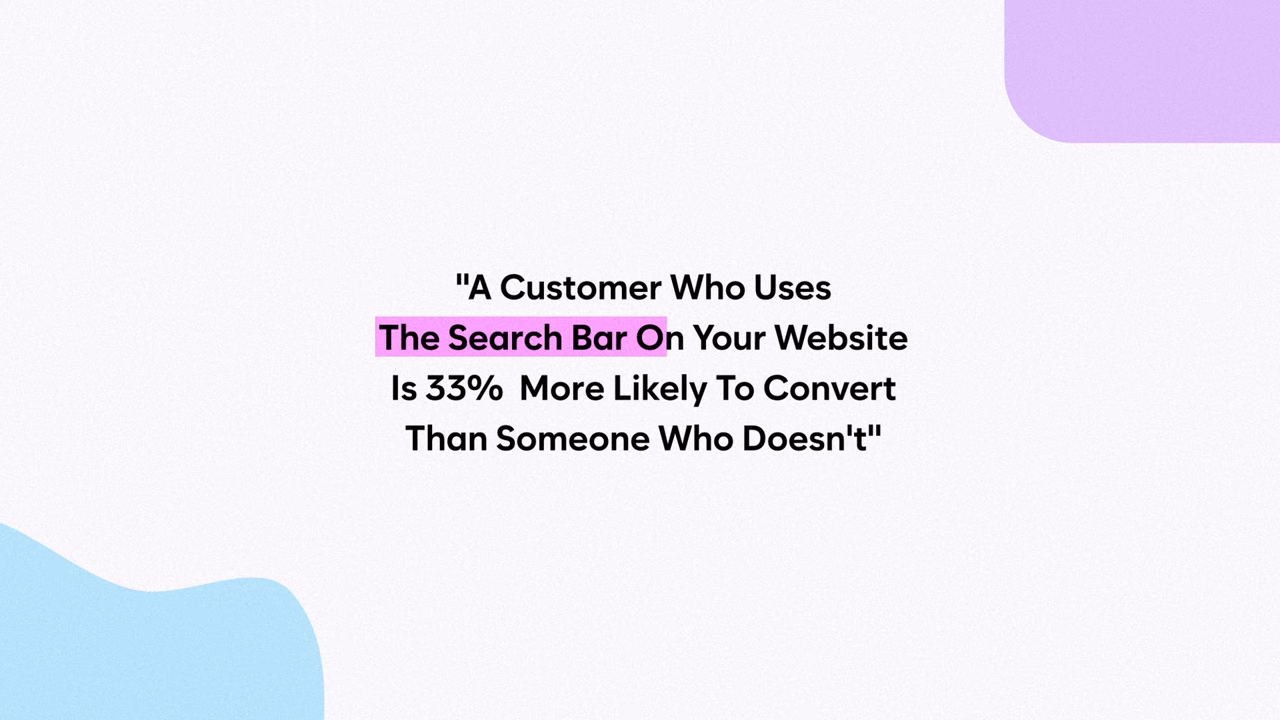 "A Customer Who Uses
The Search Bar On Your Website
Is 33%  More Likely To Convert
Than Someone Who Doesn't"